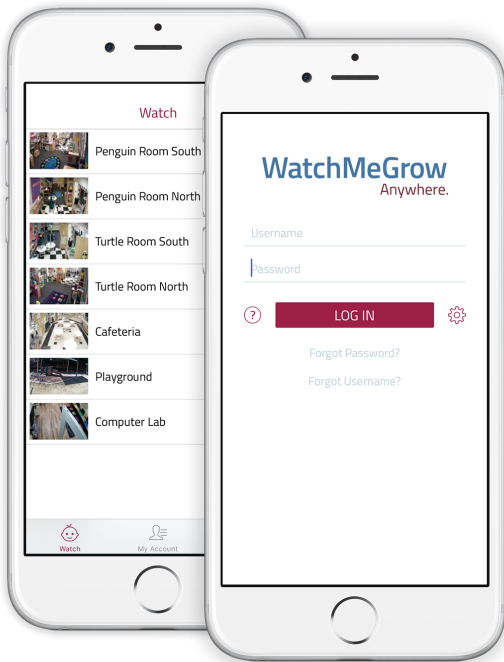 Watch
Penguin Room South
Penguin Room North
Turtle Room South
Turtle Room North
Cafeteria
Playground
Computer Lab
Watch
My Account
WatchMeGrow
Anywhere.
Username
Password
?
LOG IN
Forgot Password?
Forgot Username?